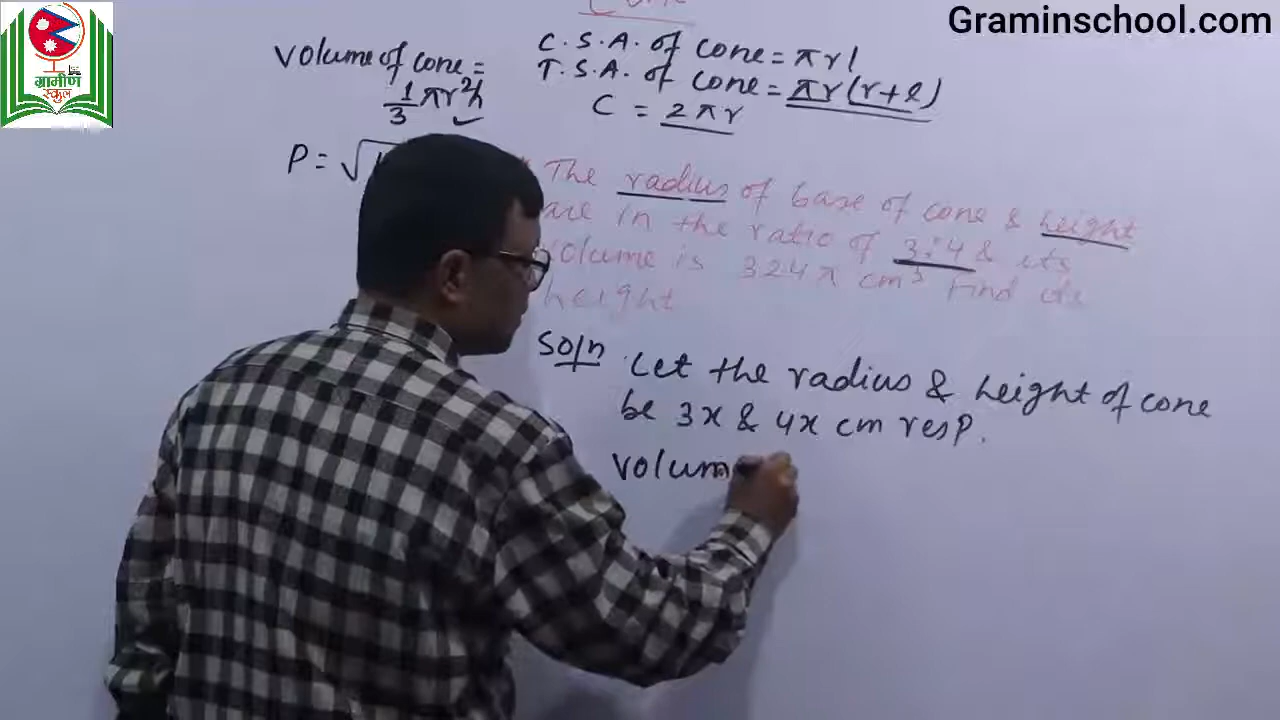 Graminschool.com
ग्रामीण
स्कुल
Cone
Volume of cone =
1/3 πr²h
C.S.A. of cone = πrl
T.S.A. of cone = πr(r+l)
C = 2πr
P = √
The radius of base of cone & height
are in the ratio of 3:4 & its
volume is 324π cm³ Find
height
Soln Let the radius & height of cone
be 3x & 4x cm resp.
Volum